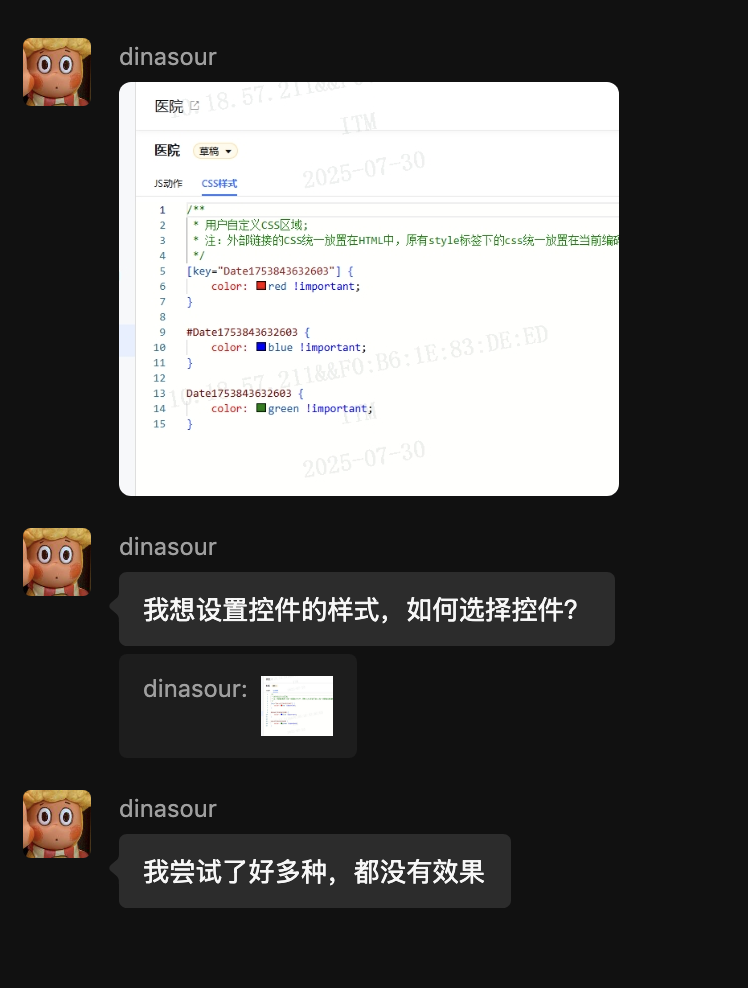 dinasour
医院
医院 草稿
JS动作 CSS样式
1 /**
2 * 用户自定义CSS区域;
3 * 注: 外部链接的CSS统一放置在HTML中, 原有style标签下的css统一放置在当前编
4 */
5 [key="Date1753843632603"] {
6 color: red !important;
7 }
8
9 #Date1753843632603 {
10 color: blue !important;
11 }
12
13 Date1753843632603 {
14 color: green !important;
15 }
10.18.57.211&&F0
ITM
2025-07-30
10.18.57.211&&F0:B6:1E:83:DE:ED
ITM
2025-07-30
dinasour
我想设置控件的样式，如何选择控件？
dinasour:
dinasour
我尝试了好多种，都没有效果